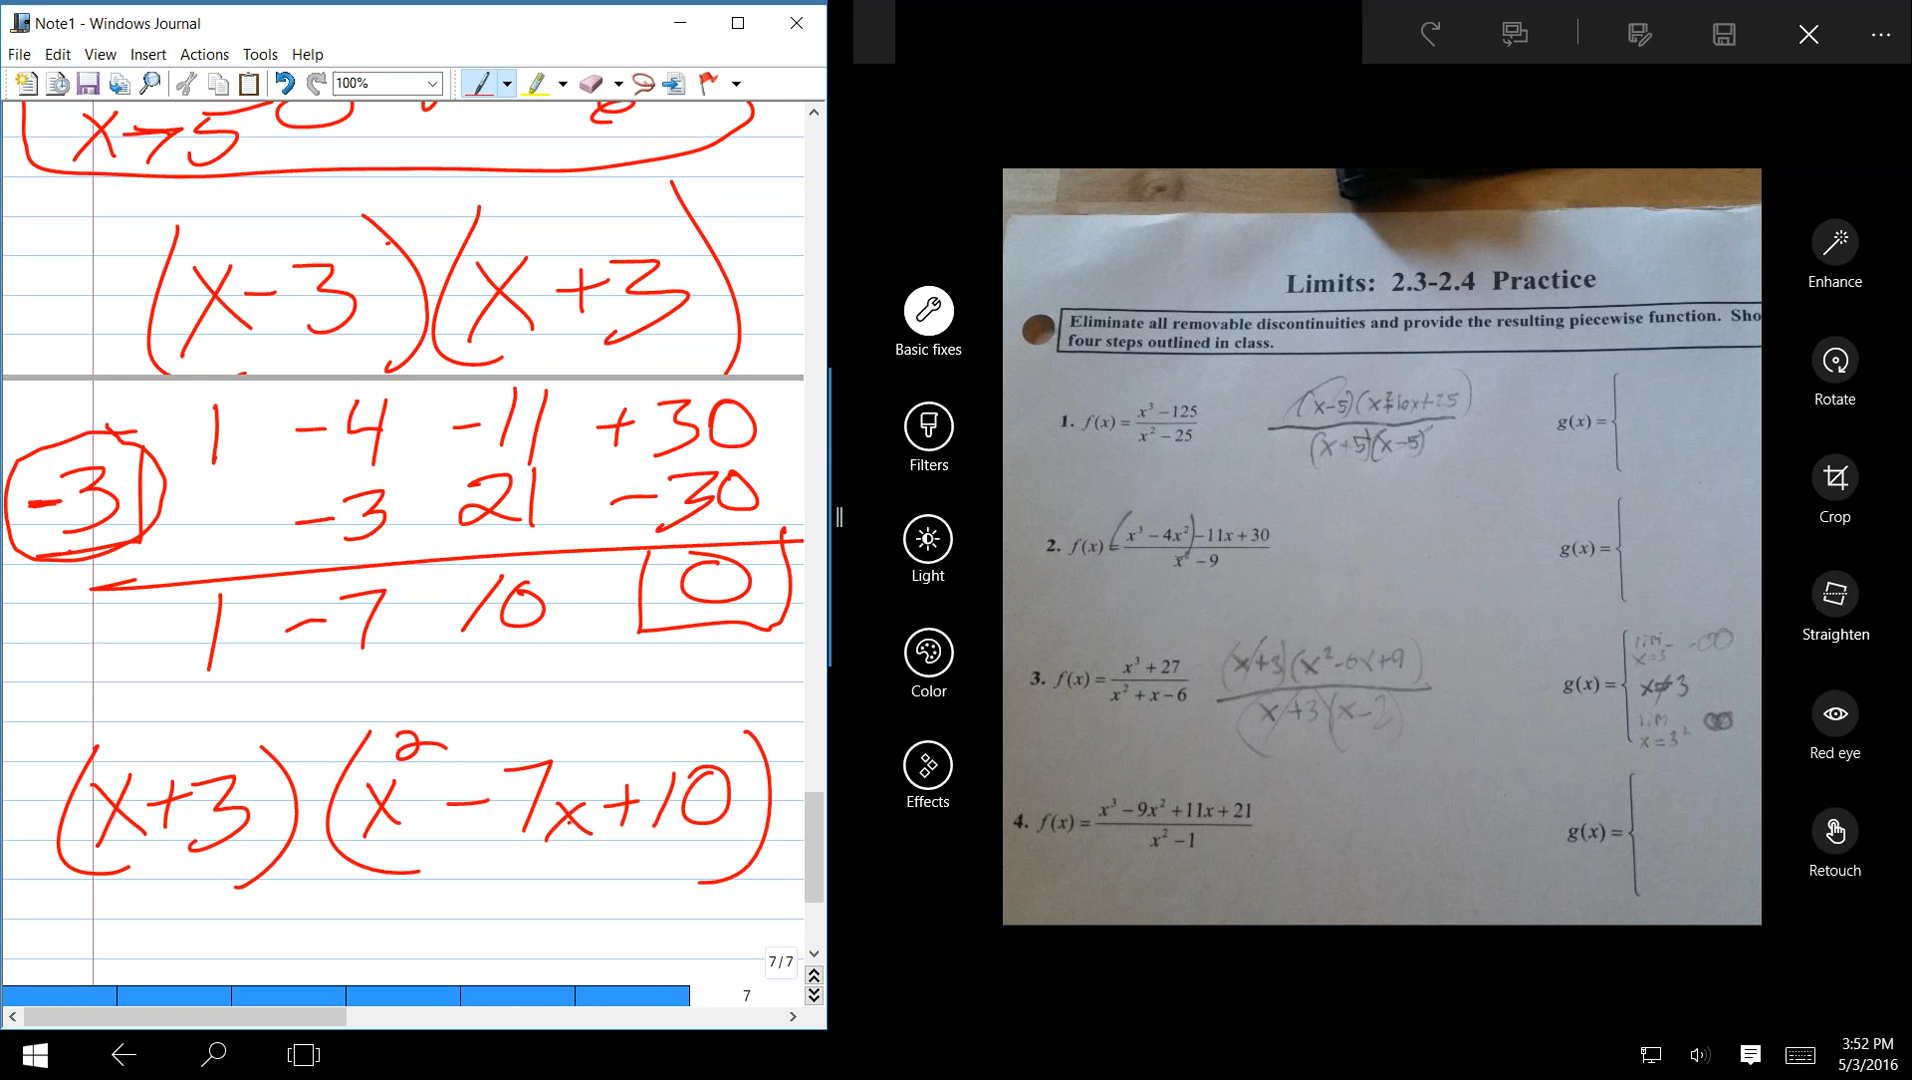 Note1 - Windows Journal
File Edit View Insert Actions Tools Help
100%
x→5
(x-3)(x+3)
1 -4 -11 +30
-3
-3 21 -30
1 -7 10 0
(x+3)(x² -7x+10)
7/7
7
Basic fixes
Filters
Light
Color
Effects
Limits: 2.3-2.4 Practice
Eliminate all removable discontinuities and provide the resulting piecewise function. Sho
four steps outlined in class.
1. f(x) = x³ -125 / x² - 25
(x-5)(x²+10x+25
(x+5)(x-5)
g(x) = {
2. f(x) = (x³ - 4x²) -11x + 30 / x² - 9
g(x) = {
3. f(x) = x³ + 27 / x² + x - 6
(x+3)(x²-6x+9)
(x+3)(x-2)
g(x) = {
lim x=3⁻ -∞
x≠3
lim x=3⁺
4. f(x) = x³ - 9x² +11x + 21 / x² -1
g(x) = {
Enhance
Rotate
Crop
Straighten
Red eye
Retouch
3:52 PM
5/3/2016